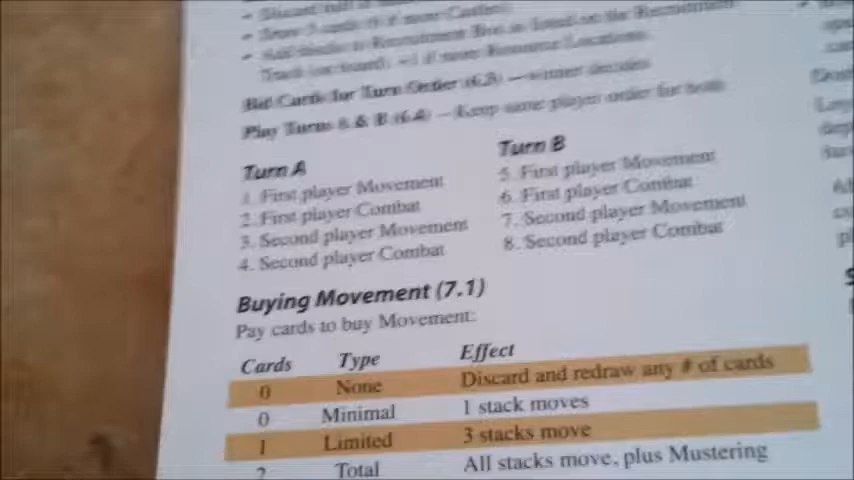 Bid Cards for Turn Order (6.3) — winner decides
Play Turns A & B (6.4) — Keep same player order for both
Turn A
1. First player Movement
2. First player Combat
3. Second player Movement
4. Second player Combat
Turn B
5. First player Movement
6. First player Combat
7. Second player Movement
8. Second player Combat
Buying Movement (7.1)
Pay cards to buy Movement:
Cards Type Effect
0 None Discard and redraw any # of cards
0 Minimal 1 stack moves
1 Limited 3 stacks move
2 Total All stacks move, plus Mustering